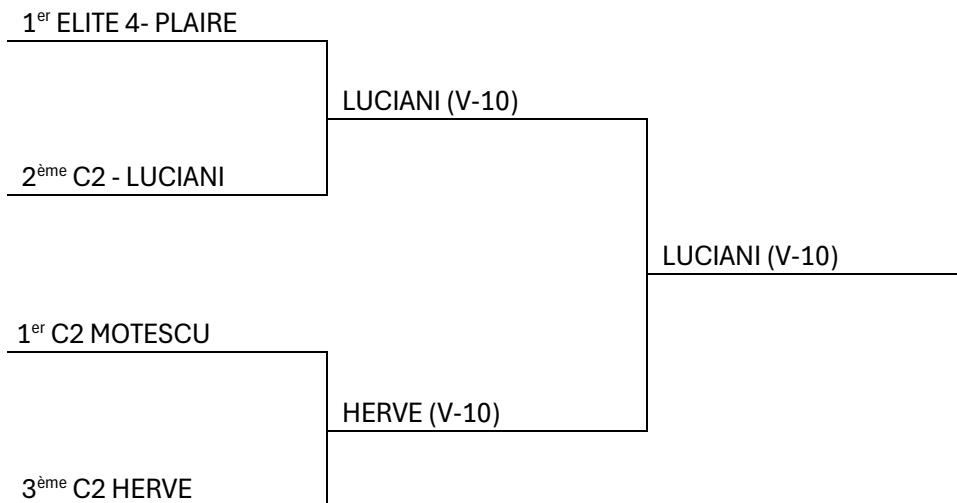 1er ELITE 4- PLAIRE
LUCIANI (V-10)
2ème C2 - LUCIANI
LUCIANI (V-10)
1er C2 MOTESCU
HERVE (V-10)
3ème C2 HERVE